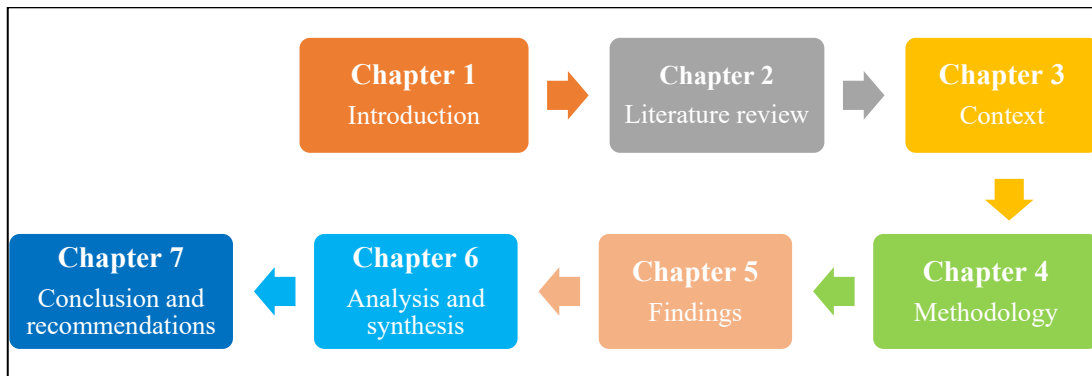 Chapter 1
Introduction
Chapter 2
Literature review
Chapter 3
Context
Chapter 4
Methodology
Chapter 5
Findings
Chapter 6
Analysis and
synthesis
Chapter 7
Conclusion and
recommendations